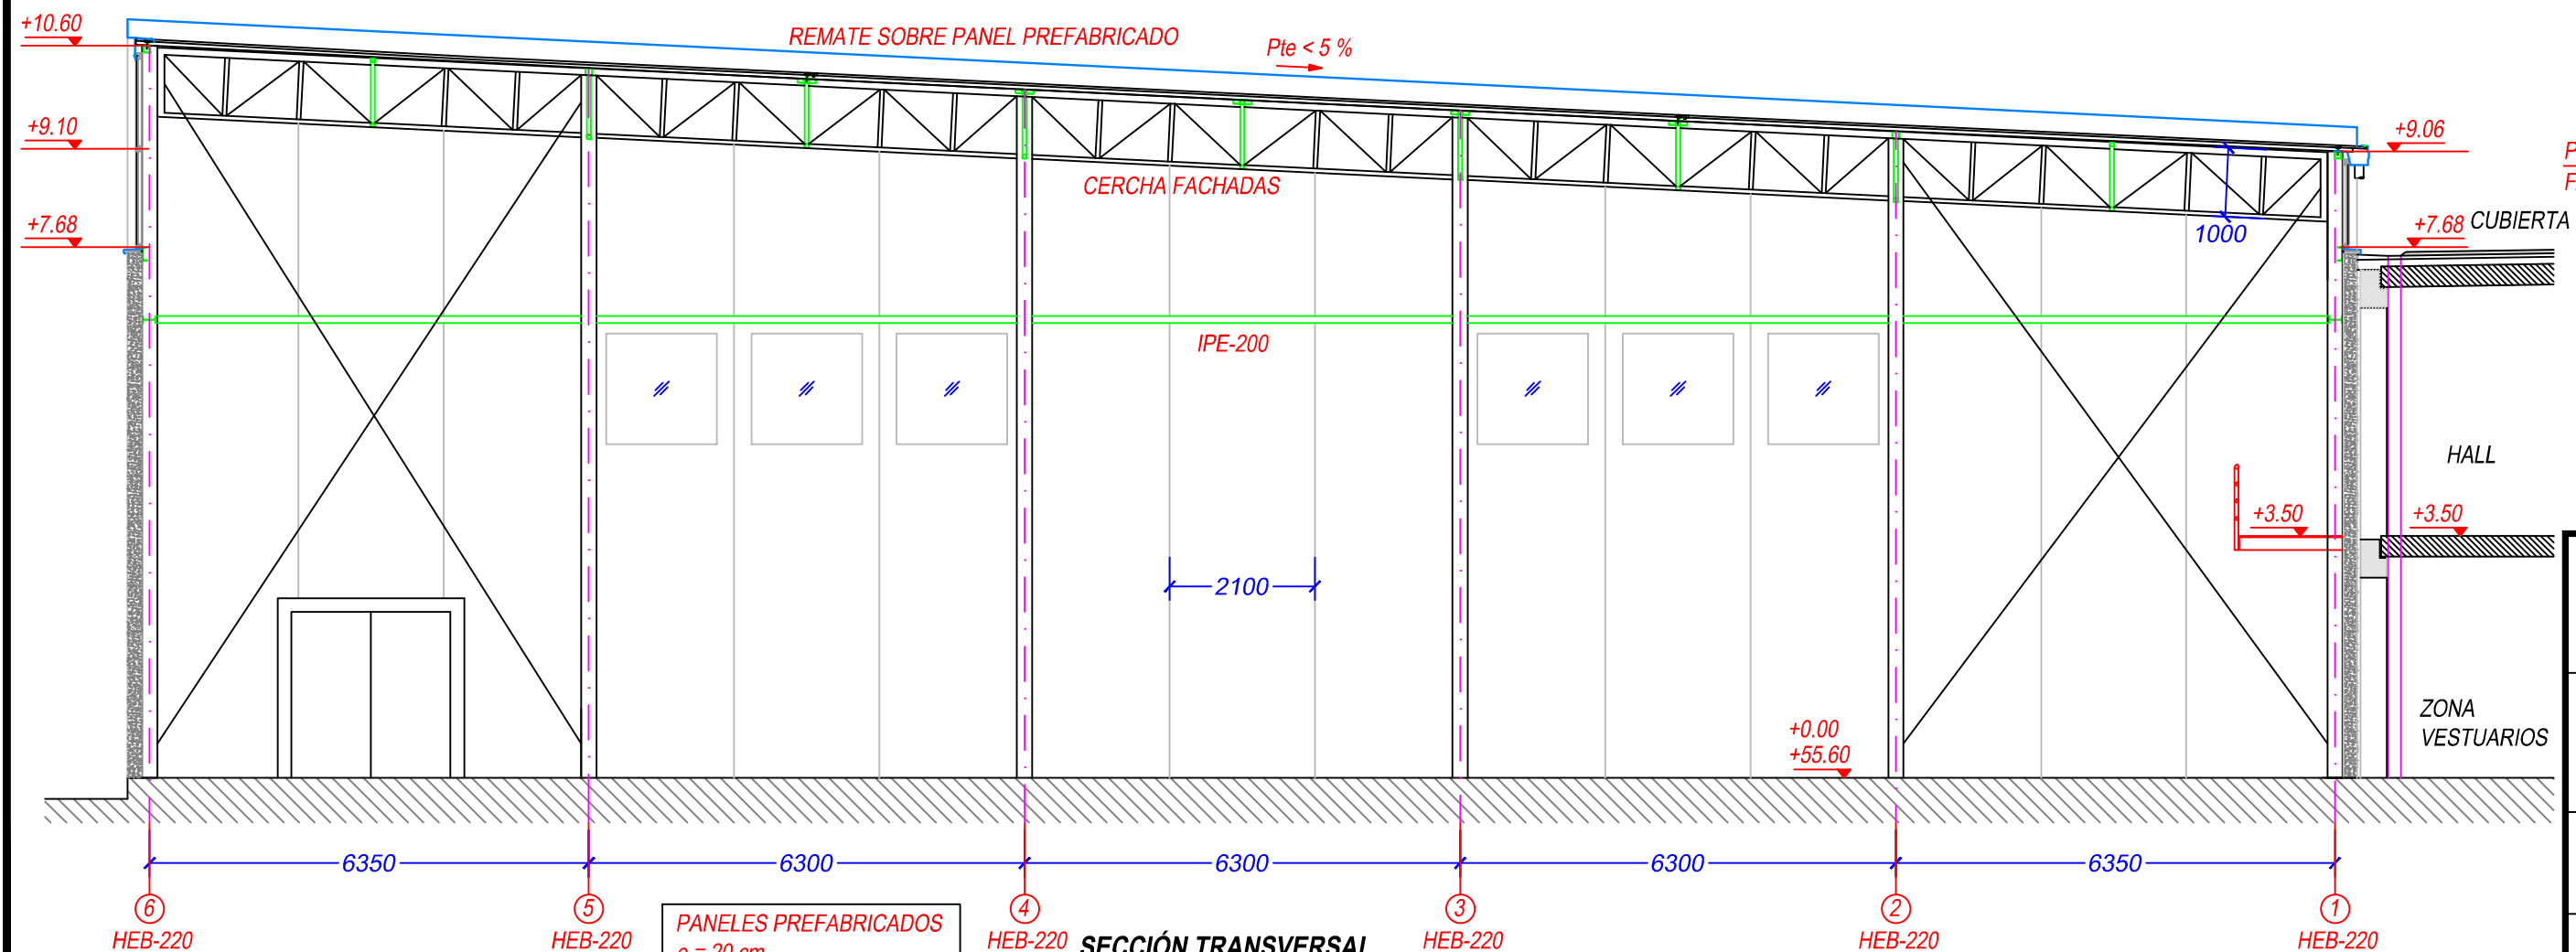 +10.60
REMATE SOBRE PANEL PREFABRICADO
Pte < 5 %
+9.10
+9.06
CERCHA FACHADAS
+7.68
1000
+7.68
CUBIERTA
IPE-200
HALL
+3.50
+3.50
2100
ZONA
VESTUARIOS
+0.00
+55.60
6350
6300
6300
6300
6350
6
5
4
3
2
1
HEB-220
HEB-220
HEB-220
HEB-220
HEB-220
HEB-220
PANELES PREFABRICADOS
e = 20 cm
SECCIÓN TRANSVERSAL